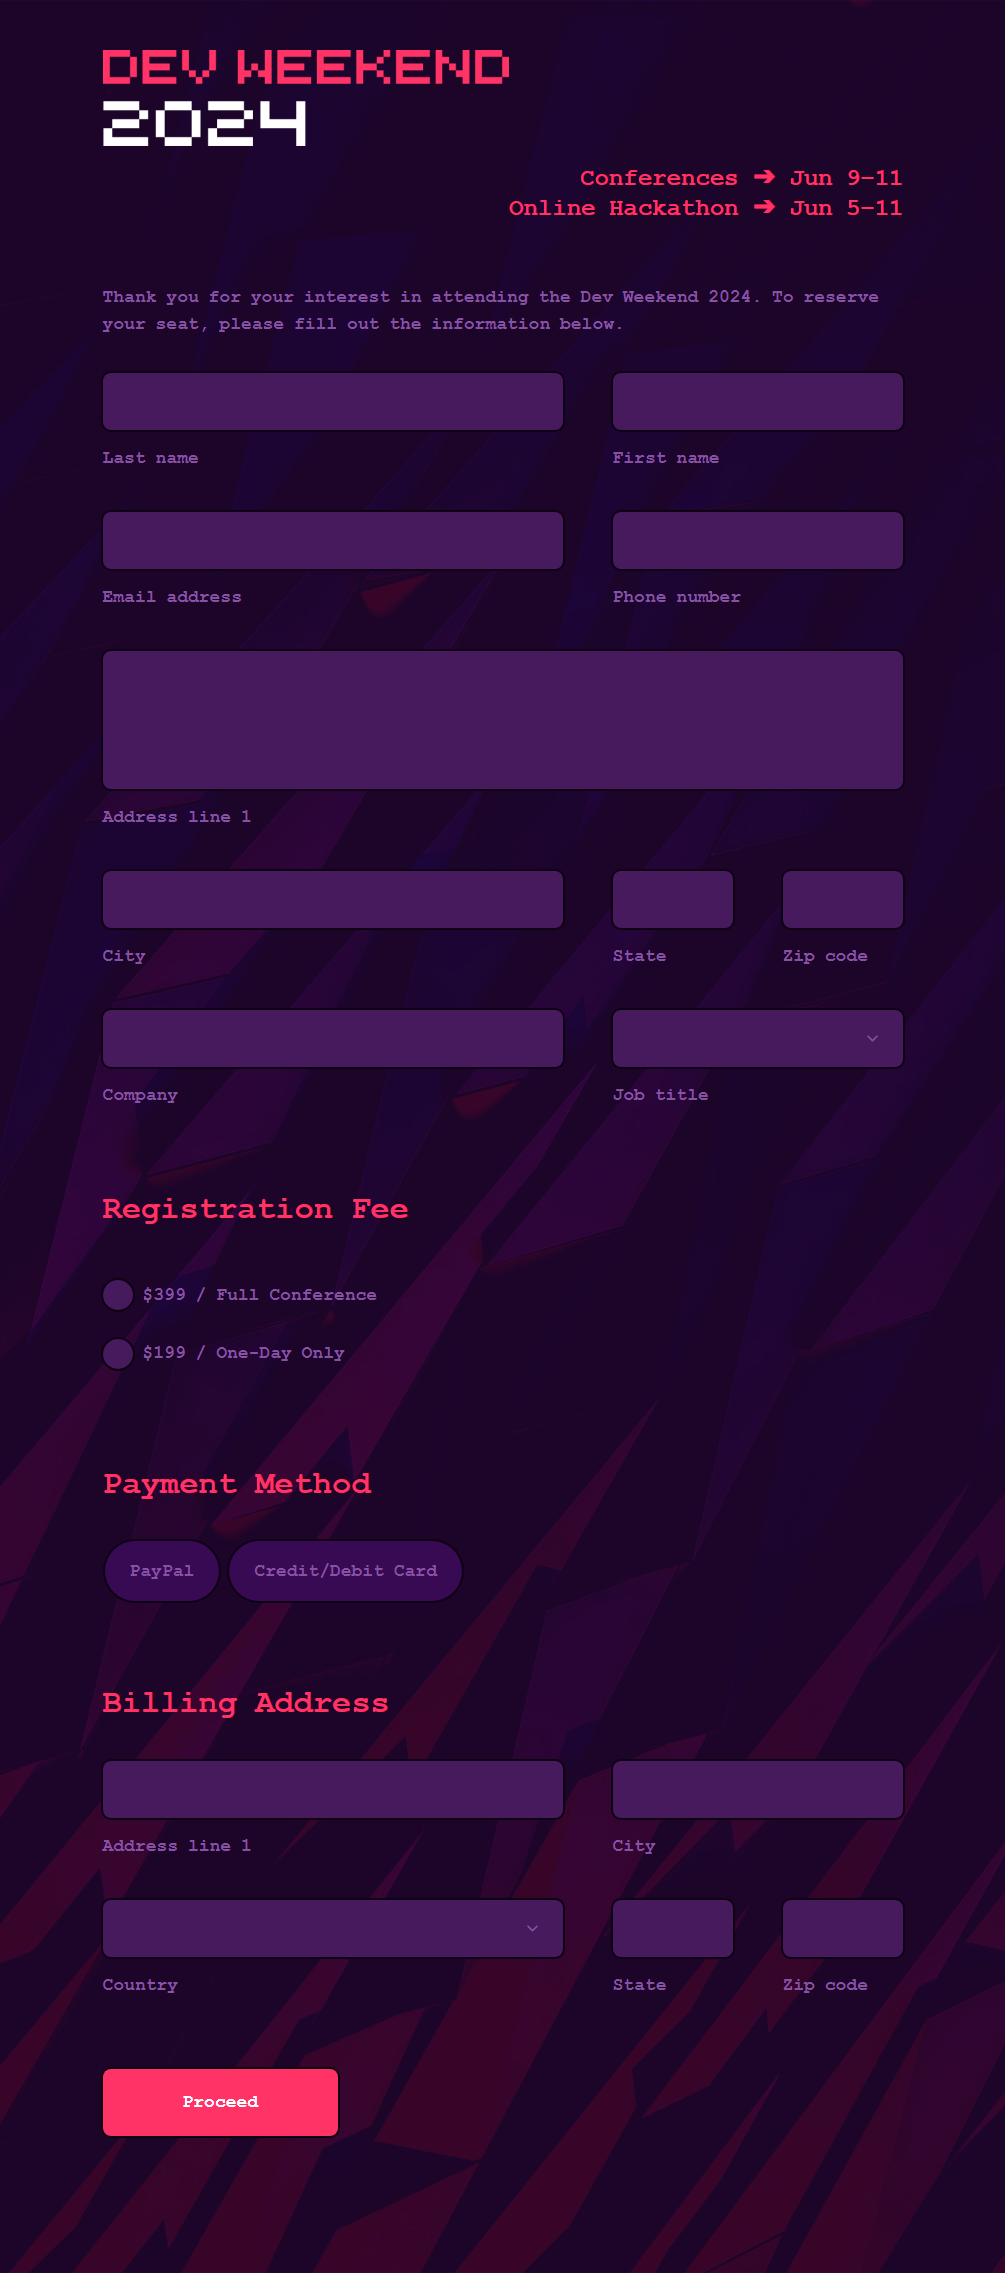 DEV WEEKEND
2024
Conferences ➔ Jun 9–11
Online Hackathon ➔ Jun 5–11
Thank you for your interest in attending the Dev Weekend 2024. To reserve
your seat, please fill out the information below.
Last name
First name
Email address
Phone number
Address line 1
City
State
Zip code
Company
Job title
Registration Fee
$399 / Full Conference
$199 / One-Day Only
Payment Method
PayPal
Credit/Debit Card
Billing Address
Address line 1
City
Country
State
Zip code
Proceed